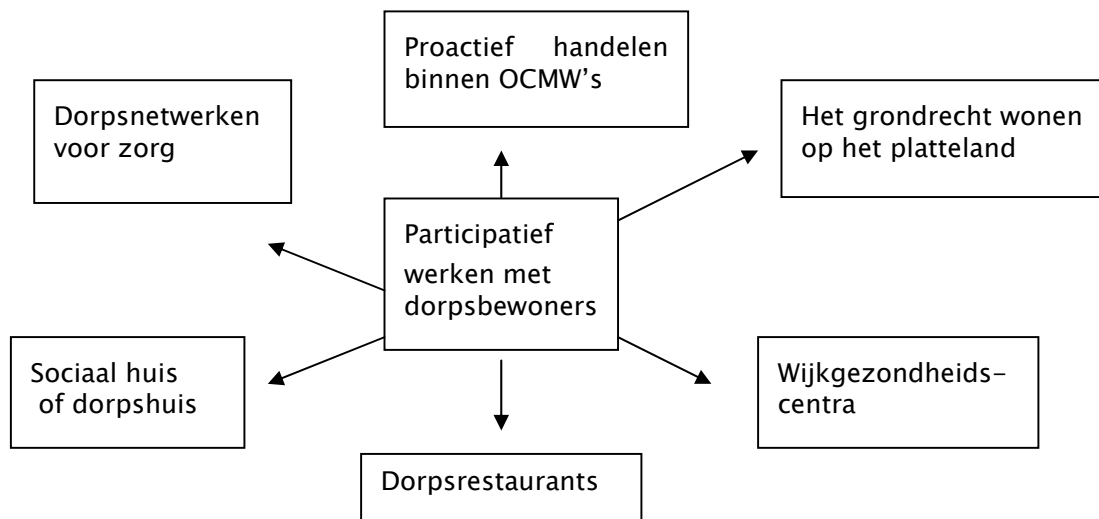 Proactief handelen
binnen OCMW's
Dorpsnetwerken
voor zorg
Het grondrecht wonen
op het platteland
Participatief
werken met
dorpsbewoners
Sociaal huis
of dorpshuis
Wijkgezondheids-
centra
Dorpsrestaurants